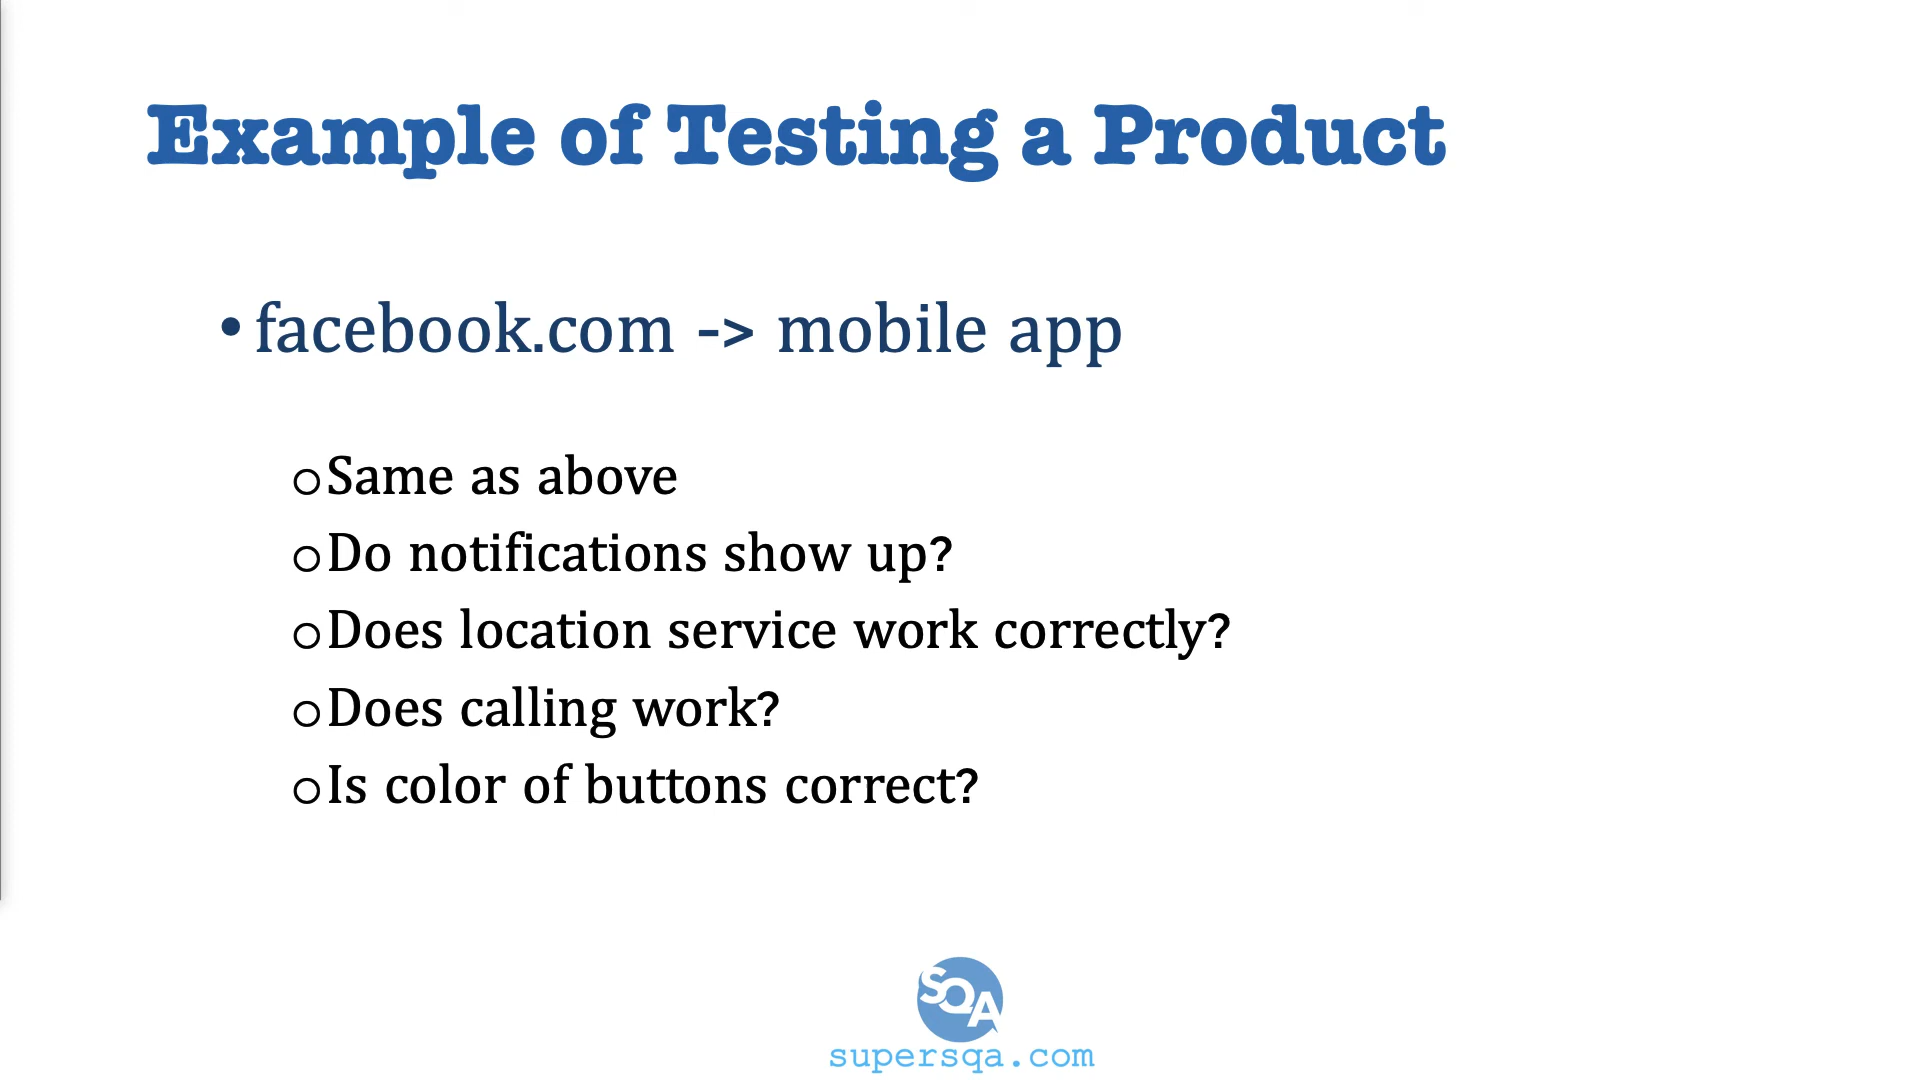 Example of Testing a Product
• facebook.com -> mobile app
○ Same as above
○ Do notifications show up?
○ Does location service work correctly?
○ Does calling work?
○ Is color of buttons correct?
SQA
supersqa.com